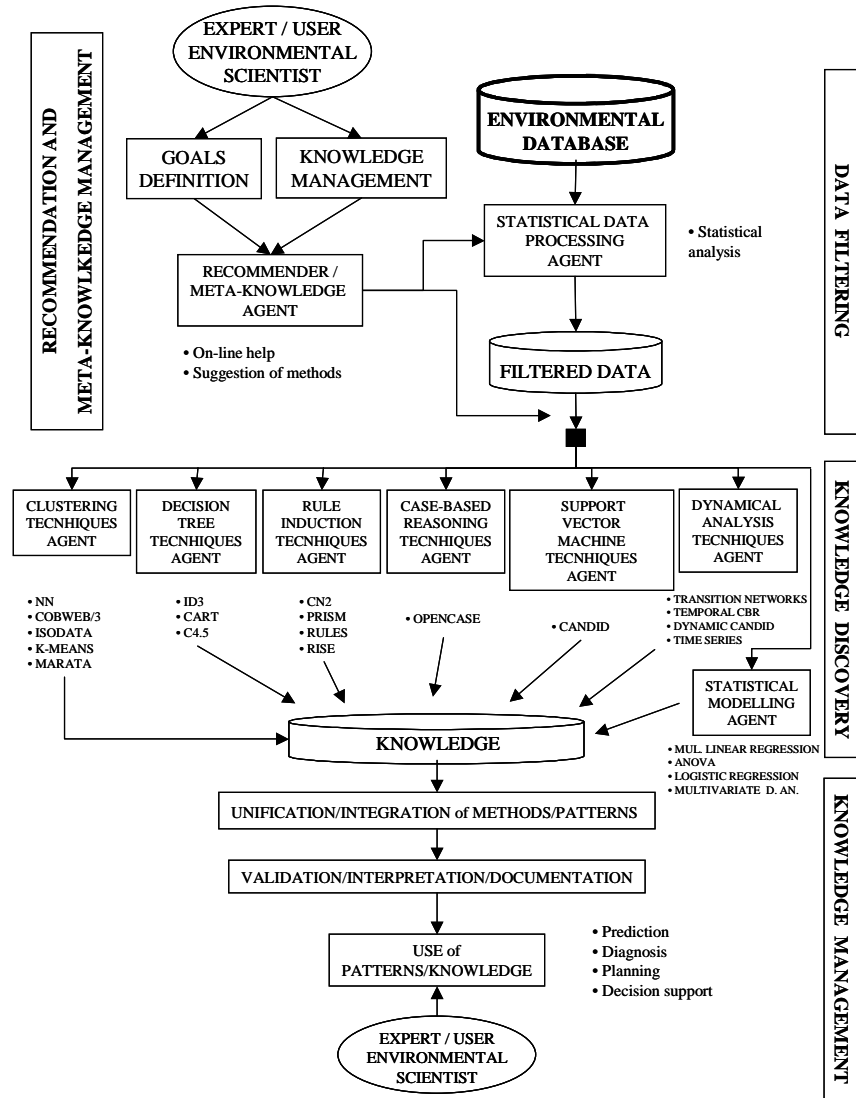 EXPERT / USER
ENVIRONMENTAL
SCIENTIST
RECOMMENDATION AND
META-KNOWLKEDGE MANAGEMENT
GOALS
DEFINITION
KNOWLEDGE
MANAGEMENT
RECOMMENDER /
META-KNOWLEDGE
AGENT
• On-line help
• Suggestion of methods
ENVIRONMENTAL
DATABASE
STATISTICAL DATA
PROCESSING
AGENT
• Statistical
analysis
FILTERED DATA
DATA FILTERING
CLUSTERING
TECNHIQUES
AGENT
DECISION
TREE
TECNHIQUES
AGENT
RULE
INDUCTION
TECNHIQUES
AGENT
CASE-BASED
REASONING
TECNHIQUES
AGENT
SUPPORT
VECTOR
MACHINE
TECNHIQUES
AGENT
DYNAMICAL
ANALYSIS
TECNHIQUES
AGENT
KNOWLEDGE DISCOVERY
• NN
• COBWEB/3
• ISODATA
• K-MEANS
• MARATA
• ID3
• CART
• C4.5
• CN2
• PRISM
• RULES
• RISE
• OPENCASE
• CANDID
• TRANSITION NETWORKS
• TEMPORAL CBR
• DYNAMIC CANDID
• TIME SERIES
STATISTICAL
MODELLING
AGENT
• MUL. LINEAR REGRESSION
• ANOVA
• LOGISTIC REGRESSION
• MULTIVARIATE D. AN.
KNOWLEDGE
UNIFICATION/INTEGRATION of METHODS/PATTERNS
VALIDATION/INTERPRETATION/DOCUMENTATION
USE of
PATTERNS/KNOWLEDGE
• Prediction
• Diagnosis
• Planning
• Decision support
KNOWLEDGE MANAGEMENT
EXPERT / USER
ENVIRONMENTAL
SCIENTIST